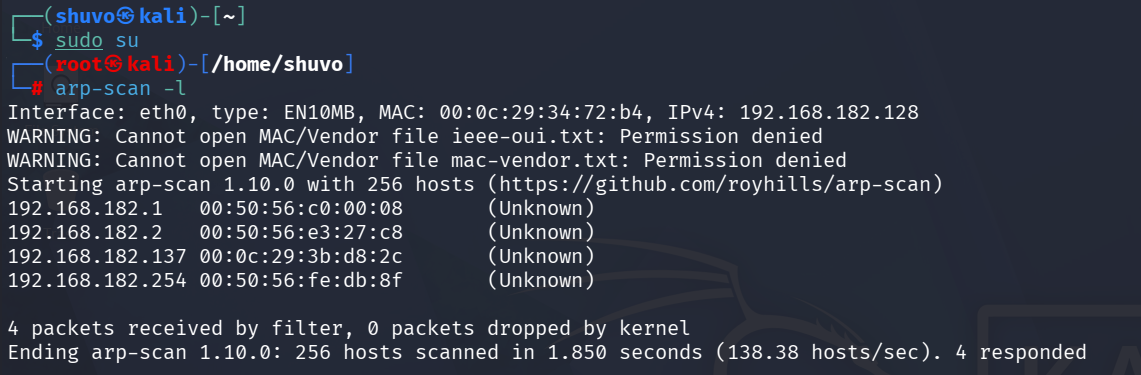 ┌──(shuvo㉿kali)-[~]
└─$ sudo su
┌──(root㉿kali)-[/home/shuvo]
└─# arp-scan -l
Interface: eth0, type: EN10MB, MAC: 00:0c:29:34:72:b4, IPv4: 192.168.182.128
WARNING: Cannot open MAC/Vendor file ieee-oui.txt: Permission denied
WARNING: Cannot open MAC/Vendor file mac-vendor.txt: Permission denied
Starting arp-scan 1.10.0 with 256 hosts (https://github.com/royhills/arp-scan)
192.168.182.1   00:50:56:c0:00:08       (Unknown)
192.168.182.2   00:50:56:e3:27:c8       (Unknown)
192.168.182.137 00:0c:29:3b:d8:2c       (Unknown)
192.168.182.254 00:50:56:fe:db:8f       (Unknown)
4 packets received by filter, 0 packets dropped by kernel
Ending arp-scan 1.10.0: 256 hosts scanned in 1.850 seconds (138.38 hosts/sec). 4 responded